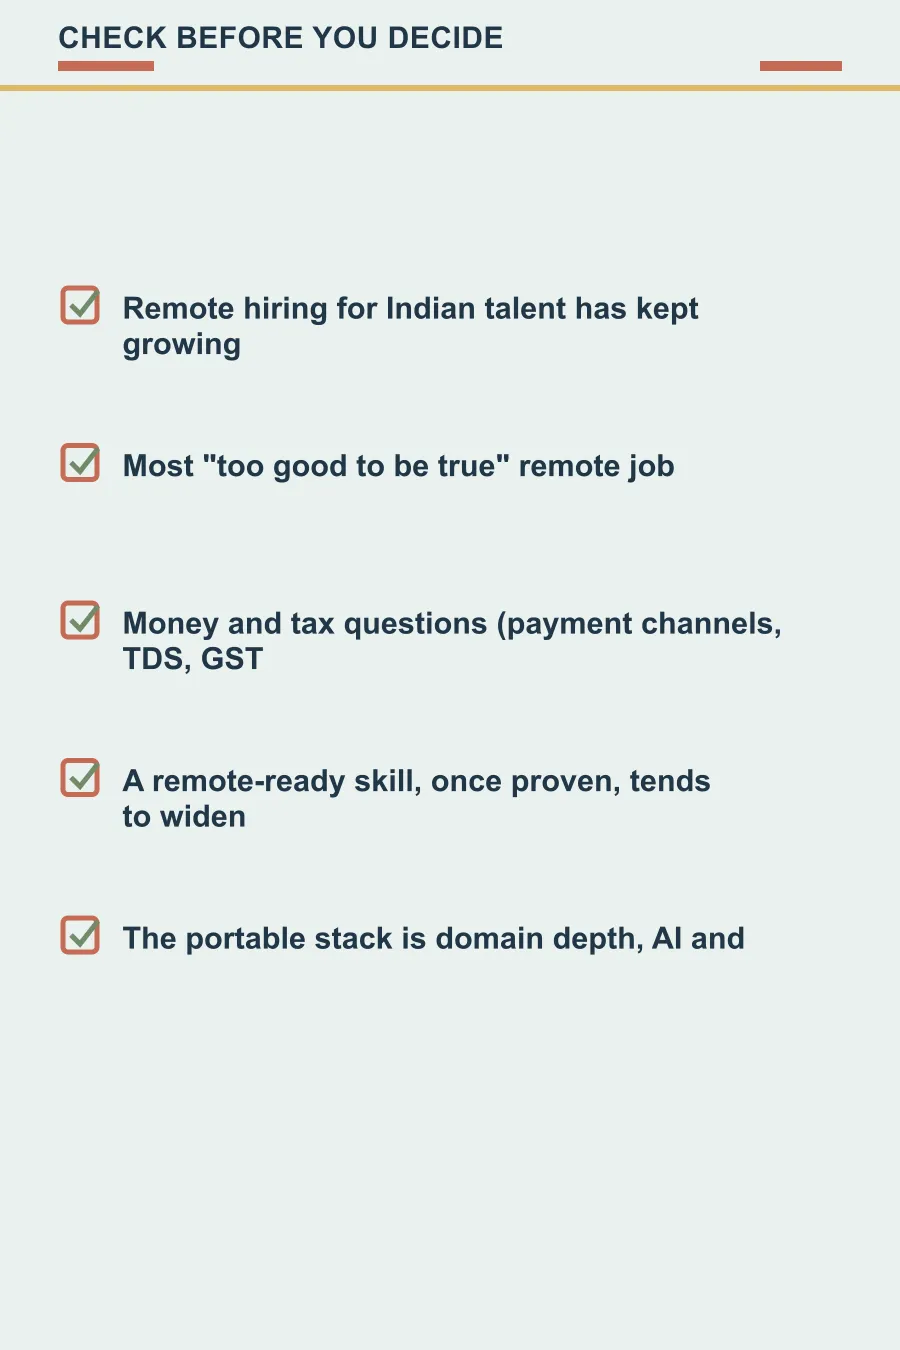 CHECK BEFORE YOU DECIDE
Remote hiring for Indian talent has kept
growing
Most "too good to be true" remote job
Money and tax questions (payment channels,
TDS, GST
A remote-ready skill, once proven, tends
to widen
The portable stack is domain depth, AI and